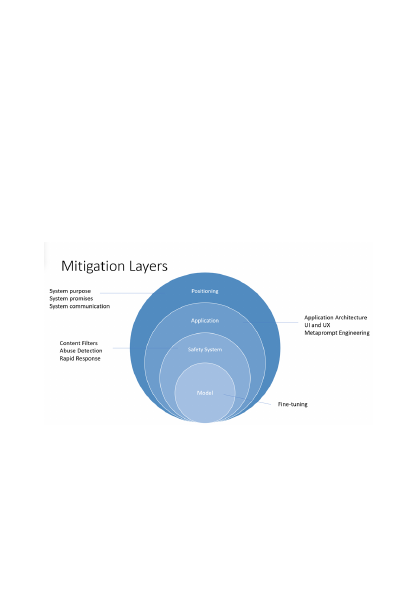 Mitigation Layers
System purpose
System promises
System communication
Positioning
Application
Application Architecture
UI and UX
Metaprompt Engineering
Content Filters
Abuse Detection
Rapid Response
Safety System
Model
Fine-tuning